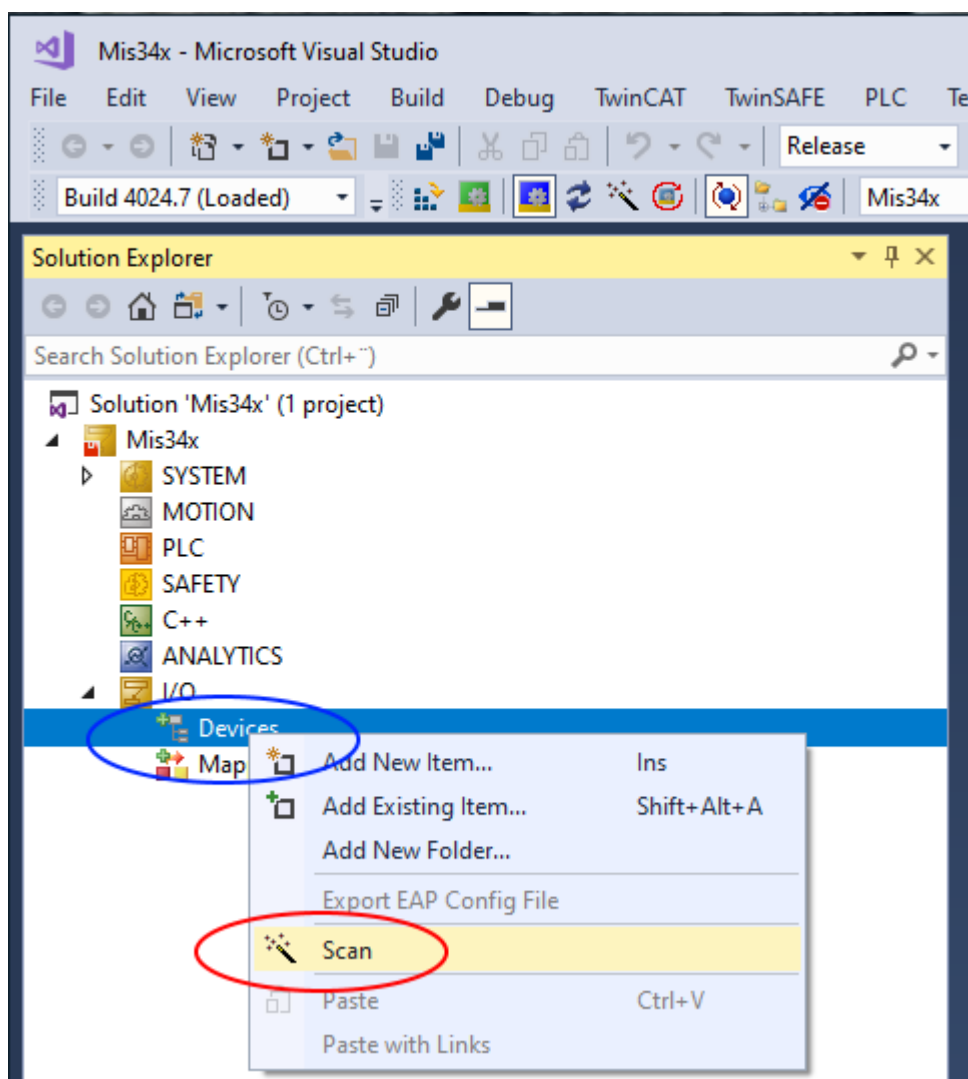 Mis34x - Microsoft Visual Studio
File Edit View Project Build Debug TwinCAT TwinSAFE PLC Te
Release
Build 4024.7 (Loaded) Mis34x
Solution Explorer
Search Solution Explorer (Ctrl+¨)
Solution 'Mis34x' (1 project)
Mis34x
SYSTEM
MOTION
PLC
SAFETY
C++
ANALYTICS
I/O
Devices
Map
Add New Item... Ins
Add Existing Item... Shift+Alt+A
Add New Folder...
Export EAP Config File
Scan
Paste Ctrl+V
Paste with Links